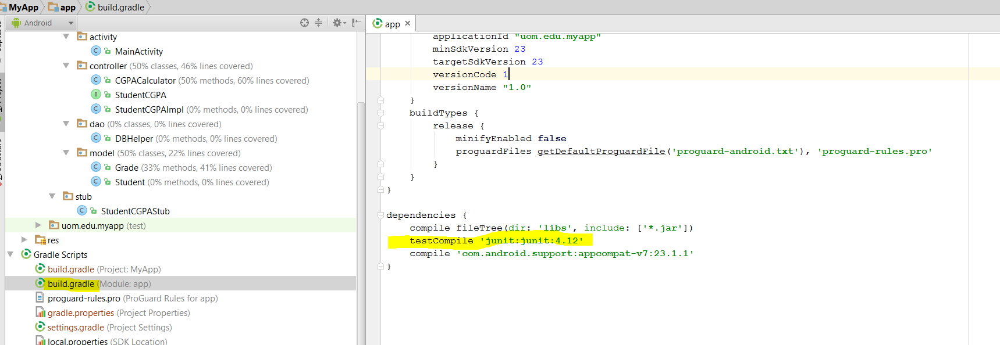 MyApp app build.gradle
Android
activity
MainActivity
controller (50% classes, 46% lines covered)
CGPACalculator (50% methods, 60% lines covered)
StudentCGPA
StudentCGPAImpl (0% methods, 0% lines covered)
dao (0% classes, 0% lines covered)
DBHelper (0% methods, 0% lines covered)
model (50% classes, 22% lines covered)
Grade (33% methods, 41% lines covered)
Student (0% methods, 0% lines covered)
stub
StudentCGPAStub
uom.edu.myapp (test)
res
Gradle Scripts
build.gradle (Project: MyApp)
build.gradle (Module: app)
proguard-rules.pro (ProGuard Rules for app)
gradle.properties (Project Properties)
settings.gradle (Project Settings)
local.properties (SDK Location)
app
applicationId "uom.edu.myapp"
minSdkVersion 23
targetSdkVersion 23
versionCode 1
versionName "1.0"
}
buildTypes {
release {
minifyEnabled false
proguardFiles getDefaultProguardFile('proguard-android.txt'), 'proguard-rules.pro'
}
}
}
dependencies {
compile fileTree(dir: 'libs', include: ['*.jar'])
testCompile 'junit:junit:4.12'
compile 'com.android.support:appcompat-v7:23.1.1'
}